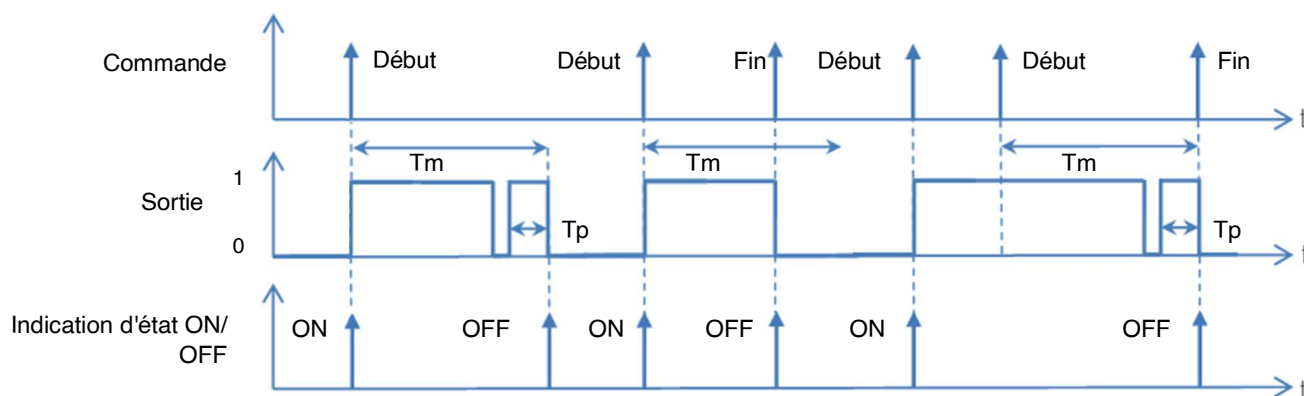 Commande
Début
Début
Fin
Début
Début
Fin
t
Tm
Tm
Tm
1
Sortie
0
Tp
Tp
t
Indication d'état ON/
OFF
ON
OFF
ON
OFF
ON
OFF
t